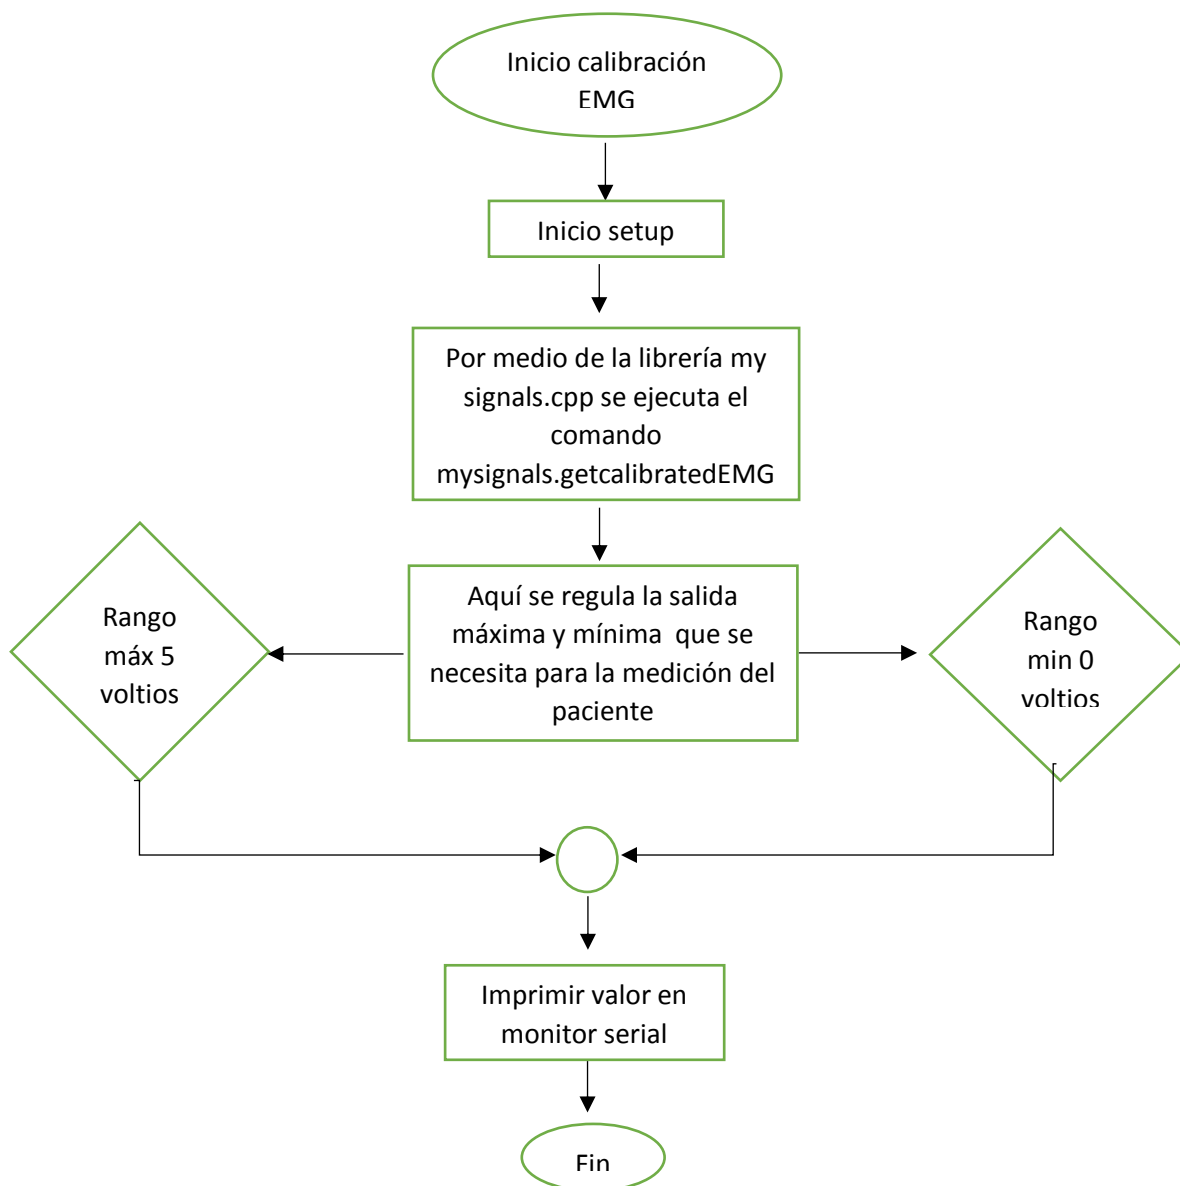 Inicio calibración
EMG
Inicio setup
Por medio de la librería my
signals.cpp se ejecuta el
comando
mysignals.getcalibratedEMG
Aquí se regula la salida
máxima y mínima que se
necesita para la medición del
paciente
Rango
máx 5
voltios
Rango
min 0
voltios
Imprimir valor en
monitor serial
Fin